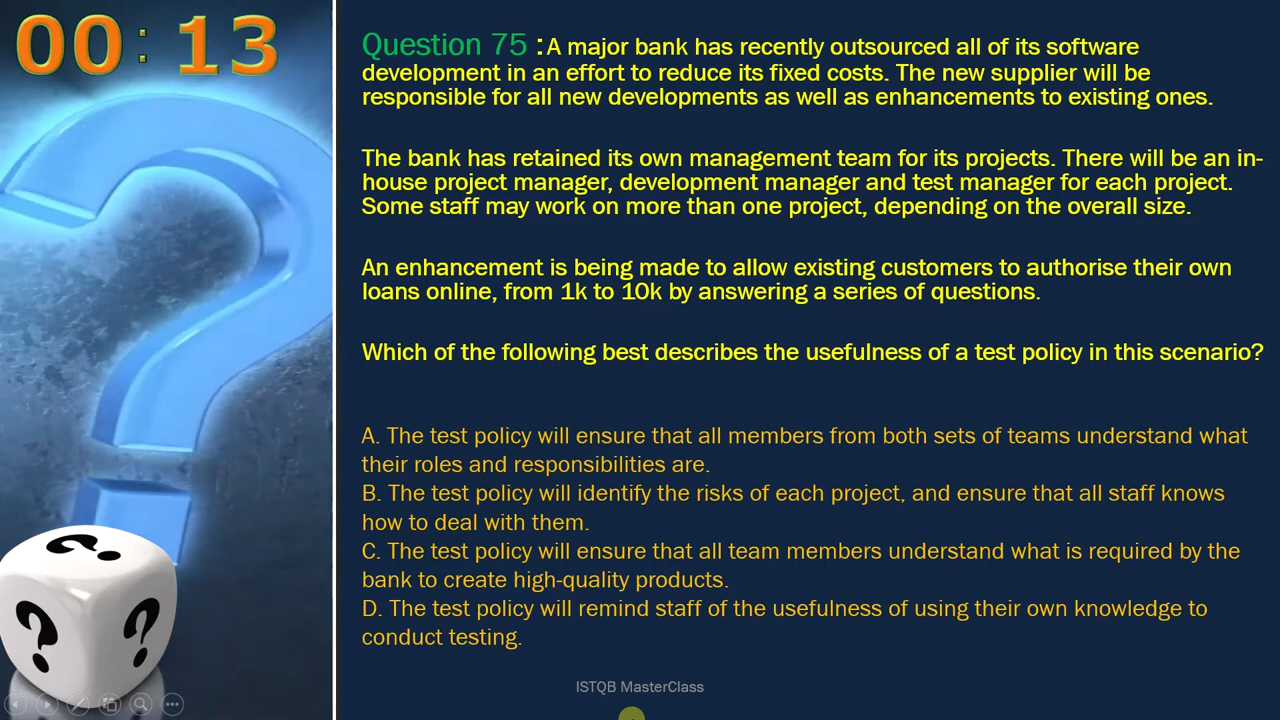 00:13
Question 75 : A major bank has recently outsourced all of its software
development in an effort to reduce its fixed costs. The new supplier will be
responsible for all new developments as well as enhancements to existing ones.
The bank has retained its own management team for its projects. There will be an in-
house project manager, development manager and test manager for each project.
Some staff may work on more than one project, depending on the overall size.
An enhancement is being made to allow existing customers to authorise their own
loans online, from 1k to 10k by answering a series of questions.
Which of the following best describes the usefulness of a test policy in this scenario?
A. The test policy will ensure that all members from both sets of teams understand what
their roles and responsibilities are.
B. The test policy will identify the risks of each project, and ensure that all staff knows
how to deal with them.
C. The test policy will ensure that all team members understand what is required by the
bank to create high-quality products.
D. The test policy will remind staff of the usefulness of using their own knowledge to
conduct testing.
ISTQB MasterClass